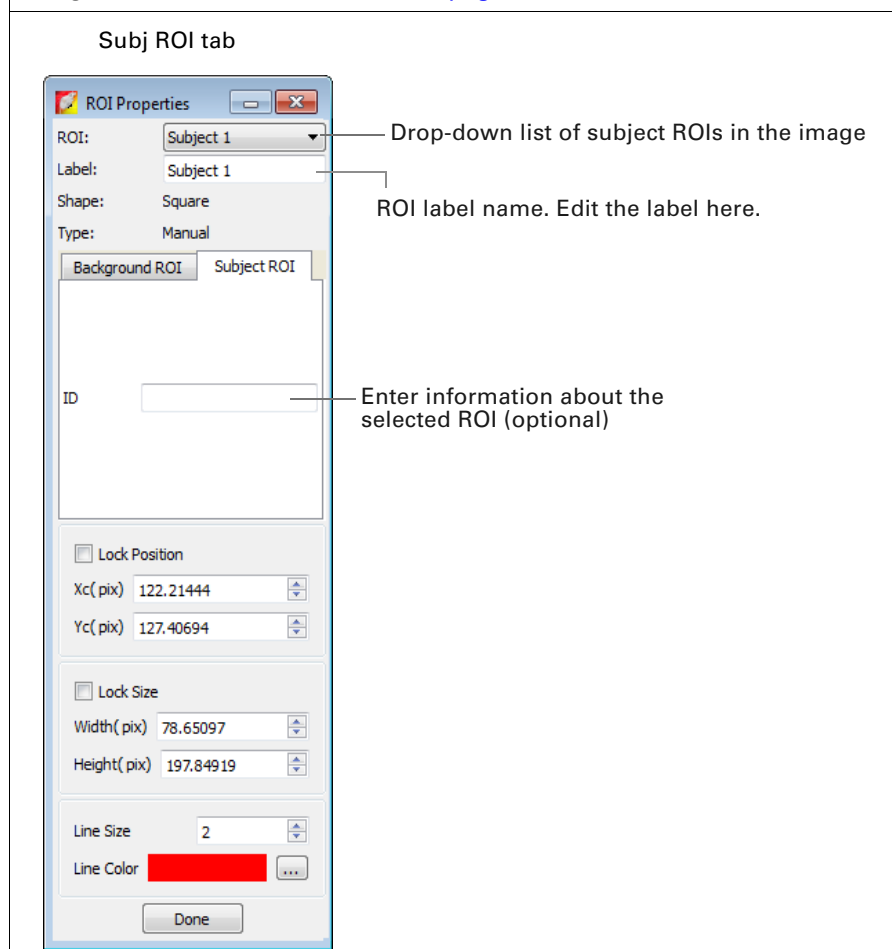 Subj ROI tab
ROI Properties
ROI: Subject 1
Drop-down list of subject ROIs in the image
Label: Subject 1
ROI label name. Edit the label here.
Shape: Square
Type: Manual
Background ROI Subject ROI
ID
Enter information about the
selected ROI (optional)
Lock Position
Xc( pix) 122.21444
Yc( pix) 127.40694
Lock Size
Width( pix) 78.65097
Height( pix) 197.84919
Line Size 2
Line Color ...
Done